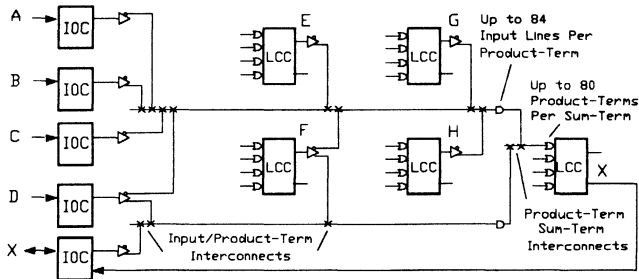 A
IOC
B
IOC
C
IOC
D
IOC
X
IOC
E
LCC
F
LCC
G
LCC
H
LCC
LCC
X
Up to 84
Input Lines Per
Product-Term
Up to 80
Product-Terms
Per Sum-Term
Input/Product-Term
Interconnects
Product-Term
Sum-Term
Interconnects